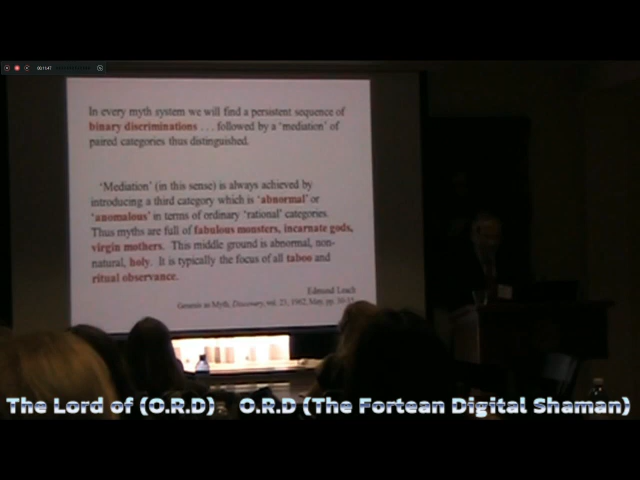 In every myth system we will find a persistent sequence of
binary discriminations . . . followed by a 'mediation' of
paired categories thus distinguished.
'Mediation' (in this sense) is always achieved by
introducing a third category which is 'abnormal' or
'anomalous' in terms of ordinary 'rational' categories.
Thus myths are full of fabulous monsters, incarnate gods,
virgin mothers. This middle ground is abnormal, non-
natural, holy. It is typically the focus of all taboo and
ritual observance.
Edmund Leach
Genesis as Myth, Discovery, vol. 23, 1962, May, pp.
The Lord of (O.R.D) O.R.D (The Fortean Digital Shaman)